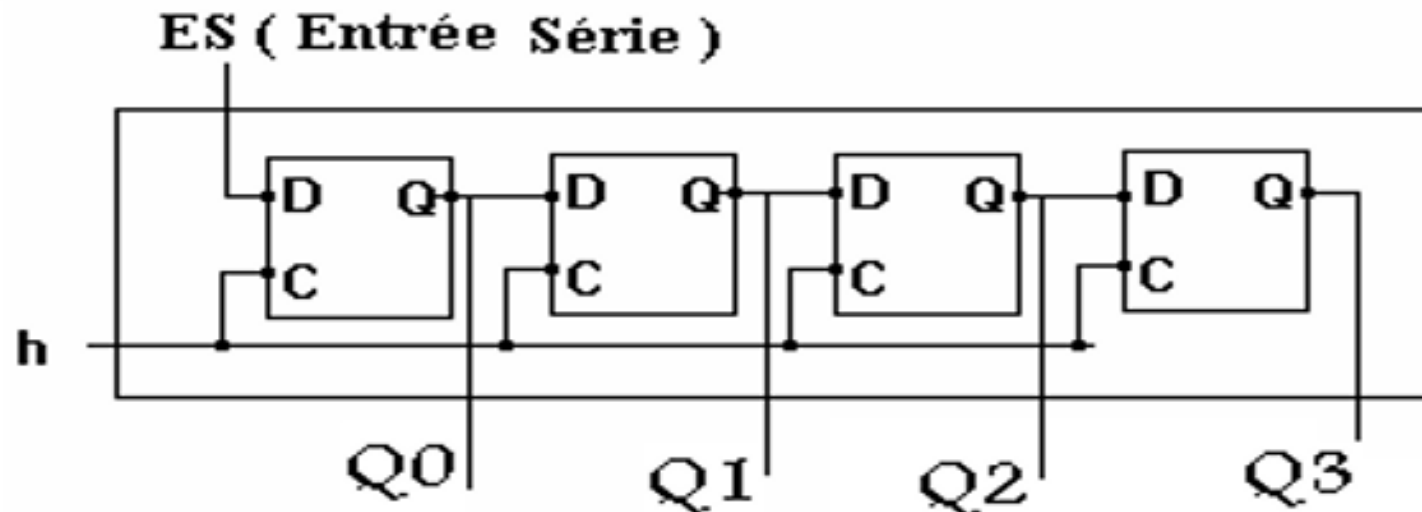 ES ( Entrée Série )
D Q D Q D Q D Q
C C C C
h
Q0 Q1 Q2 Q3